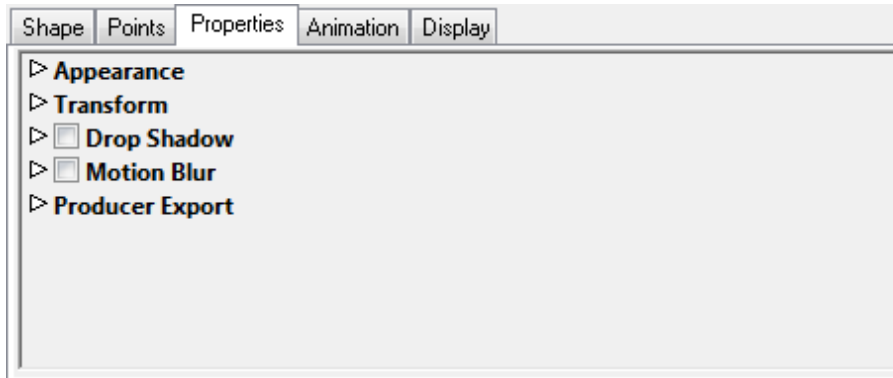 Shape Points Properties Animation Display
Appearance
Transform
Drop Shadow
Motion Blur
Producer Export